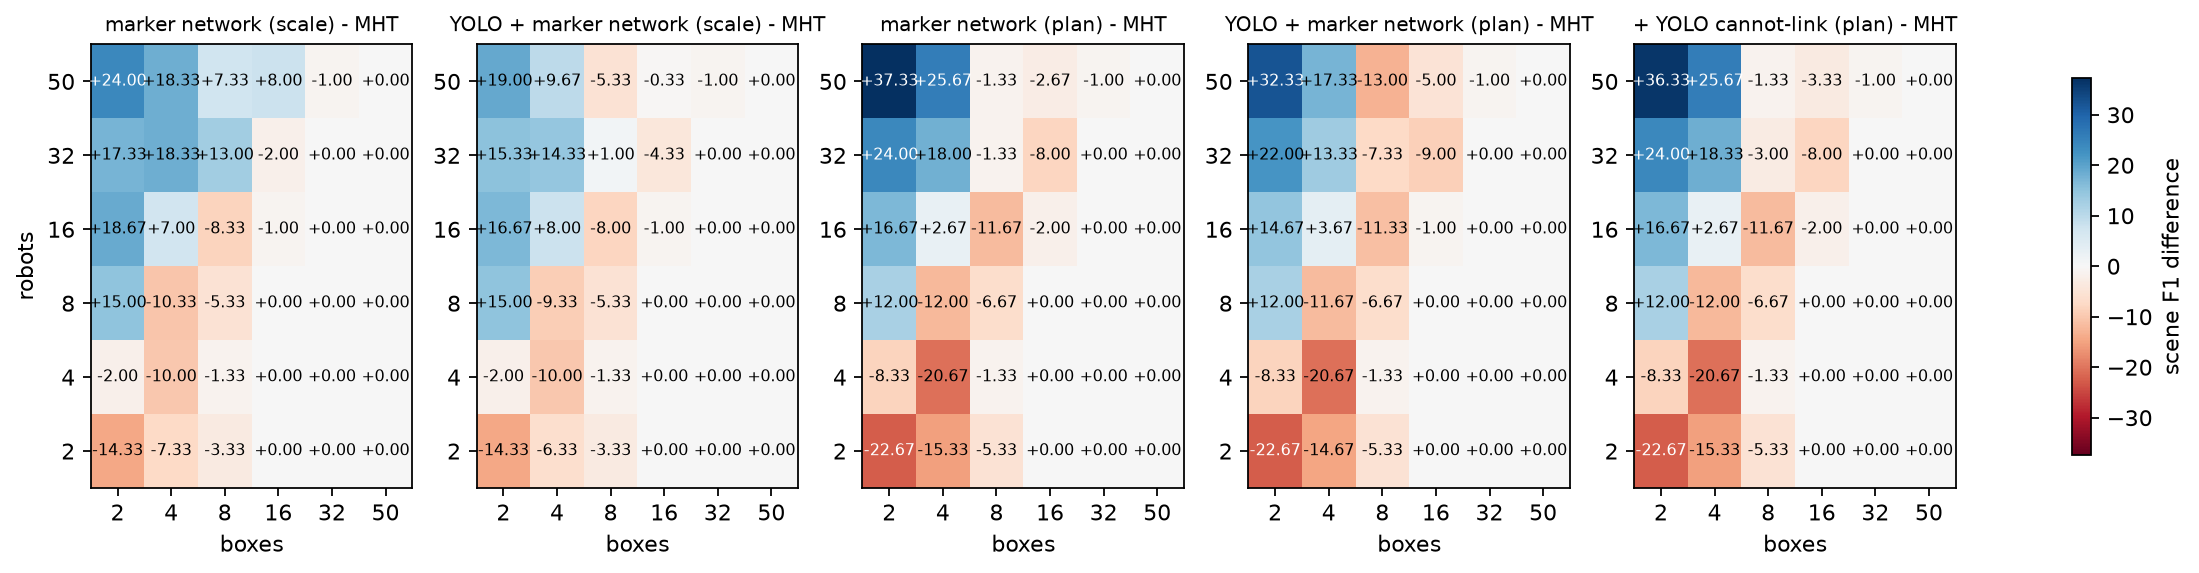 marker network (scale) - MHT
YOLO + marker network (scale) - MHT
marker network (plan) - MHT
YOLO + marker network (plan) - MHT
+ YOLO cannot-link (plan) - MHT
robots
50
+24.00 +18.33 +7.33 +8.00 -1.00 +0.00
32
+17.33 +18.33 +13.00 -2.00 +0.00 +0.00
16
+18.67 +7.00 -8.33 -1.00 +0.00 +0.00
8
+15.00 -10.33 -5.33 +0.00 +0.00 +0.00
4
-2.00 -10.00 -1.33 +0.00 +0.00 +0.00
2
-14.33 -7.33 -3.33 +0.00 +0.00 +0.00
2 4 8 16 32 50
boxes
50
+19.00 +9.67 -5.33 -0.33 -1.00 +0.00
32
+15.33 +14.33 +1.00 -4.33 +0.00 +0.00
16
+16.67 +8.00 -8.00 -1.00 +0.00 +0.00
8
+15.00 -9.33 -5.33 +0.00 +0.00 +0.00
4
-2.00 -10.00 -1.33 +0.00 +0.00 +0.00
2
-14.33 -6.33 -3.33 +0.00 +0.00 +0.00
2 4 8 16 32 50
boxes
50
+37.33 +25.67 -1.33 -2.67 -1.00 +0.00
32
+24.00 +18.00 -1.33 -8.00 +0.00 +0.00
16
+16.67 +2.67 -11.67 -2.00 +0.00 +0.00
8
+12.00 -12.00 -6.67 +0.00 +0.00 +0.00
4
-8.33 -20.67 -1.33 +0.00 +0.00 +0.00
2
-22.67 -15.33 -5.33 +0.00 +0.00 +0.00
2 4 8 16 32 50
boxes
50
+32.33 +17.33 -13.00 -5.00 -1.00 +0.00
32
+22.00 +13.33 -7.33 -9.00 +0.00 +0.00
16
+14.67 +3.67 -11.33 -1.00 +0.00 +0.00
8
+12.00 -11.67 -6.67 +0.00 +0.00 +0.00
4
-8.33 -20.67 -1.33 +0.00 +0.00 +0.00
2
-22.67 -14.67 -5.33 +0.00 +0.00 +0.00
2 4 8 16 32 50
boxes
50
+36.33 +25.67 -1.33 -3.33 -1.00 +0.00
32
+24.00 +18.33 -3.00 -8.00 +0.00 +0.00
16
+16.67 +2.67 -11.67 -2.00 +0.00 +0.00
8
+12.00 -12.00 -6.67 +0.00 +0.00 +0.00
4
-8.33 -20.67 -1.33 +0.00 +0.00 +0.00
2
-22.67 -15.33 -5.33 +0.00 +0.00 +0.00
2 4 8 16 32 50
boxes
30
20
10
0
−10
−20
−30
scene F1 difference